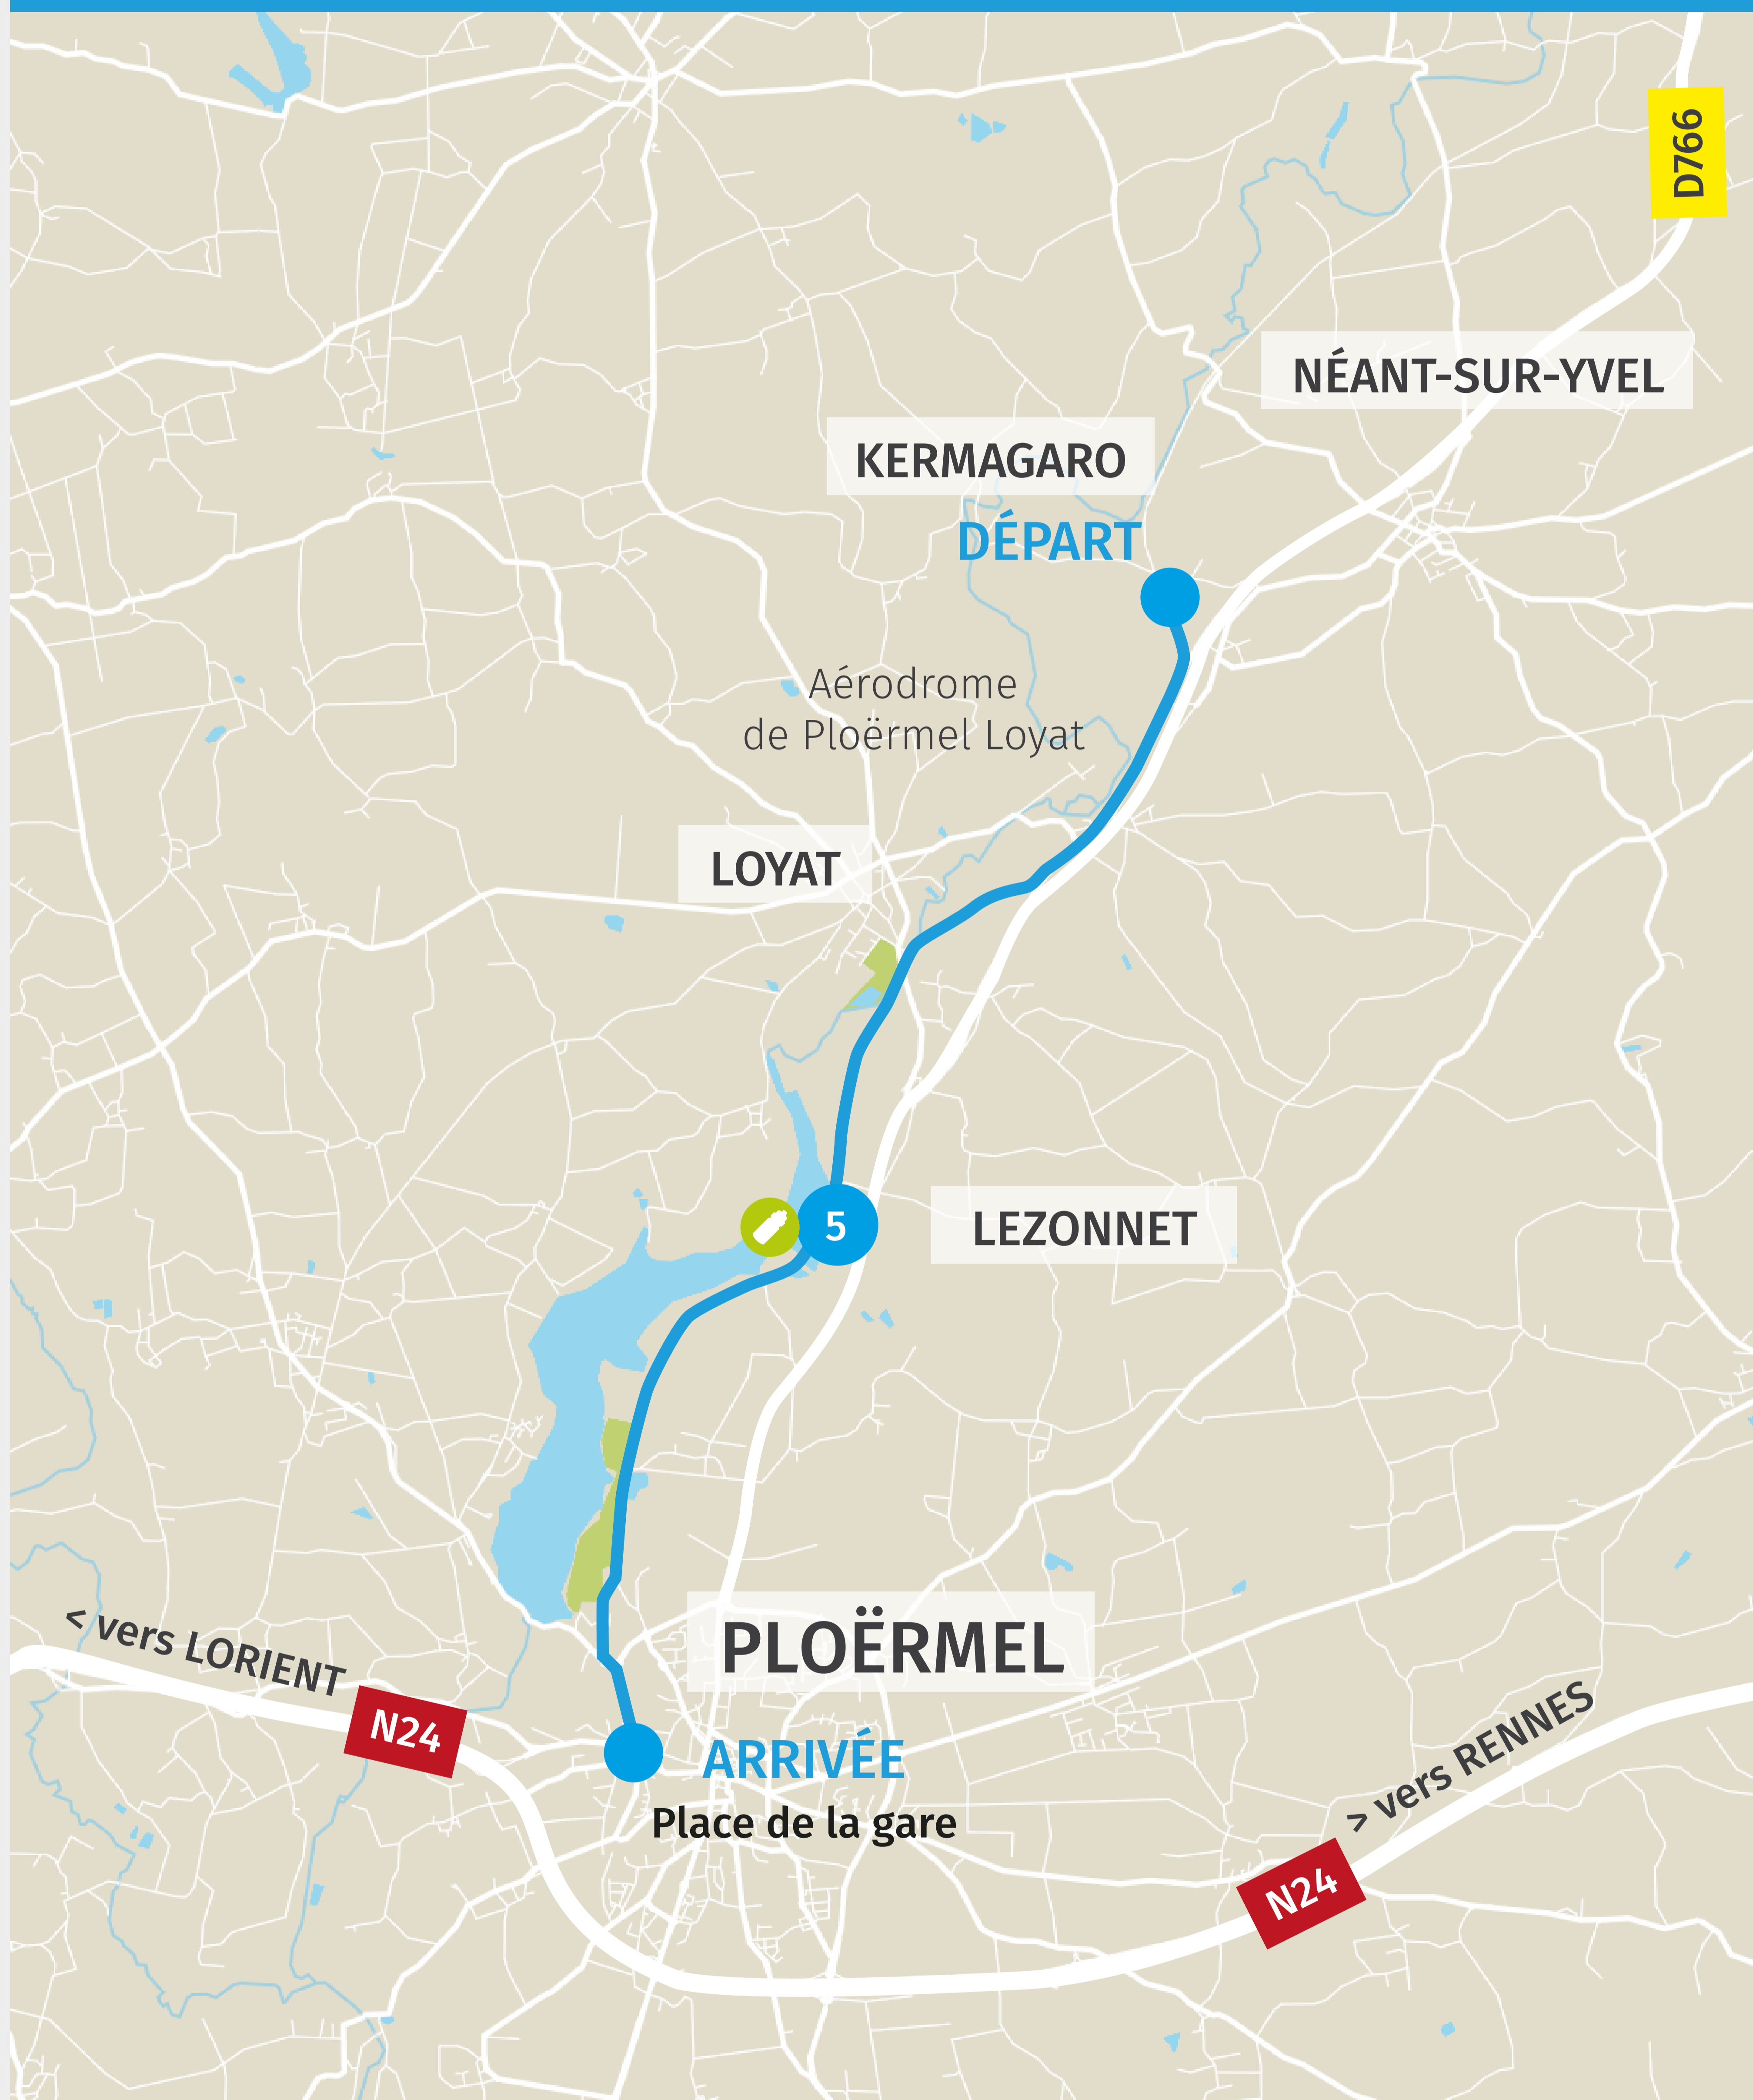 D766
NÉANT-SUR-YVEL
KERMAGARO
DÉPART
Aérodrome
de Ploërmel Loyat
LOYAT
5
LEZONNET
PLOËRMEL
< vers LORIENT
N24
ARRIVÉE
Place de la gare
> vers RENNES
N24